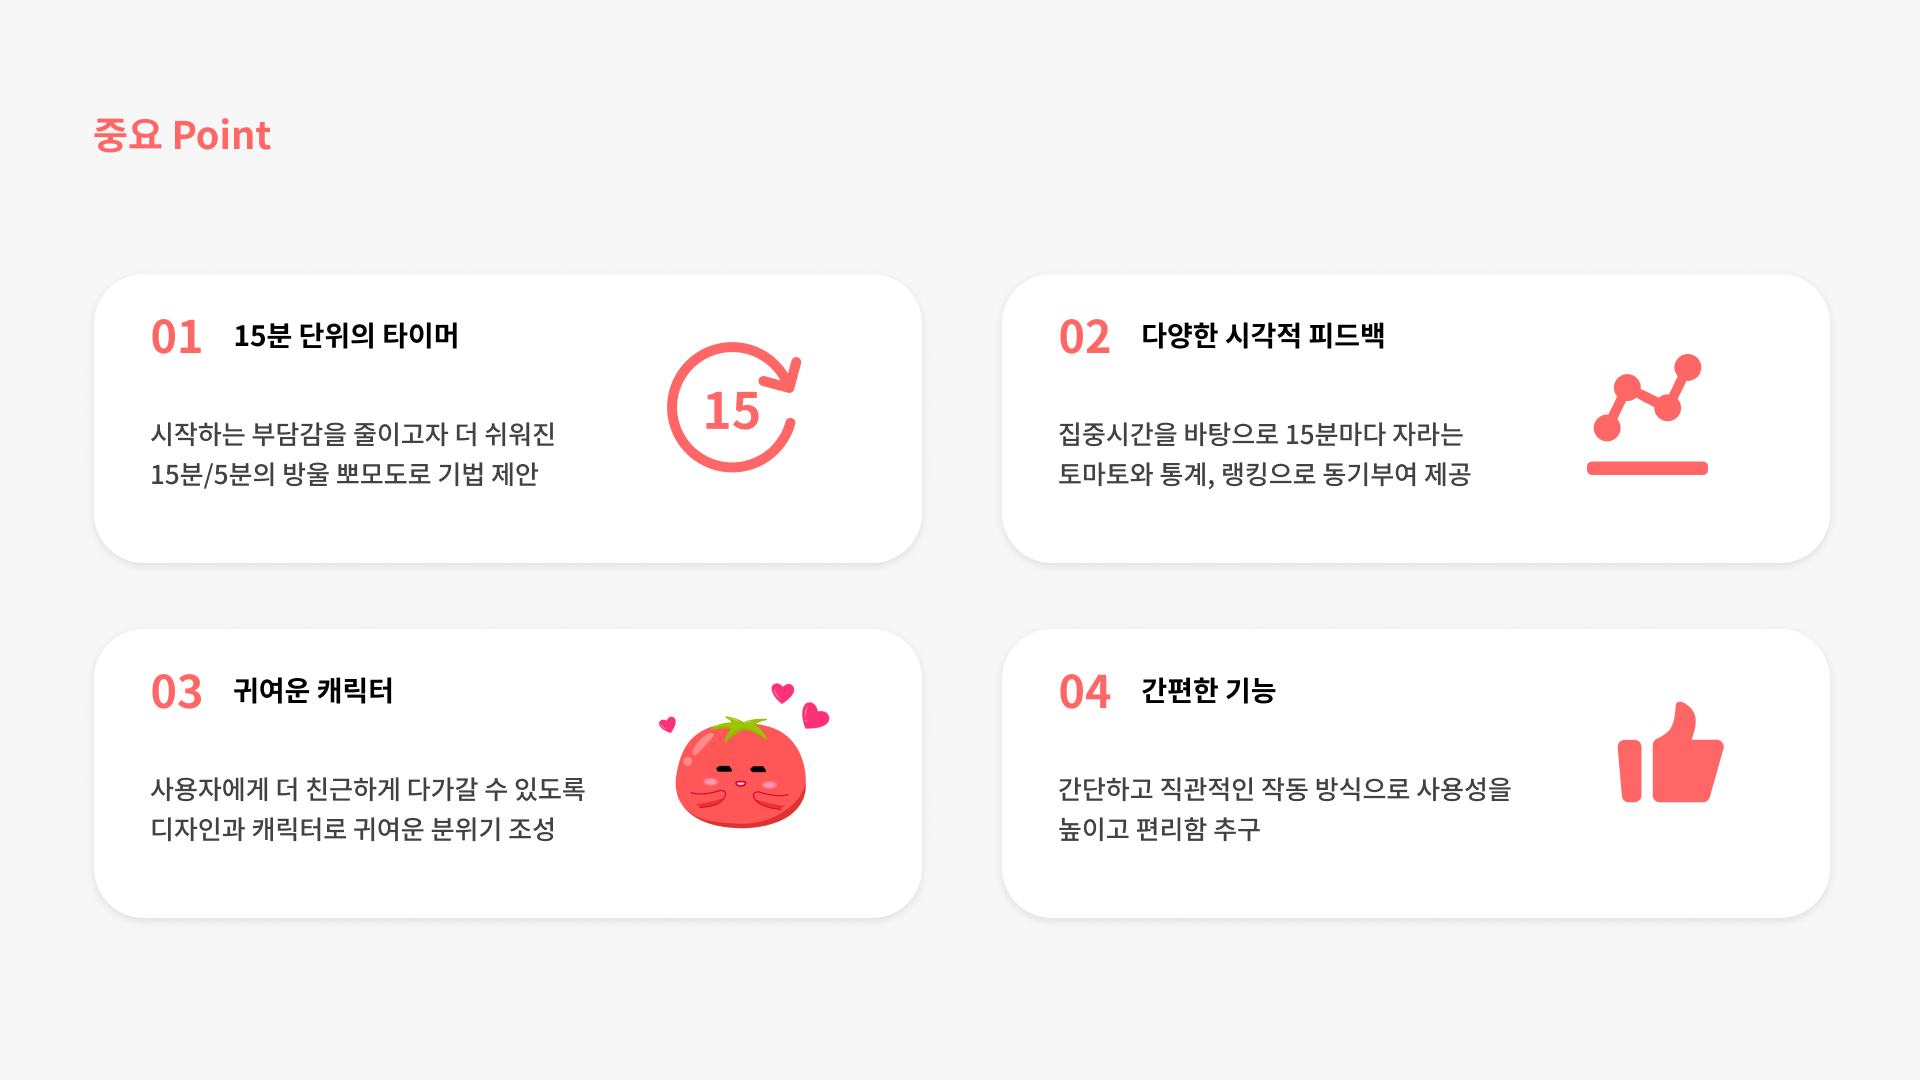 중요 Point
01 15분 단위의 타이머
시작하는 부담감을 줄이고자 더 쉬워진
15분/5분의 방울 뽀모도로 기법 제안
15
02 다양한 시각적 피드백
집중시간을 바탕으로 15분마다 자라는
토마토와 통계, 랭킹으로 동기부여 제공
03 귀여운 캐릭터
사용자에게 더 친근하게 다가갈 수 있도록
디자인과 캐릭터로 귀여운 분위기 조성
04 간편한 기능
간단하고 직관적인 작동 방식으로 사용성을
높이고 편리함 추구